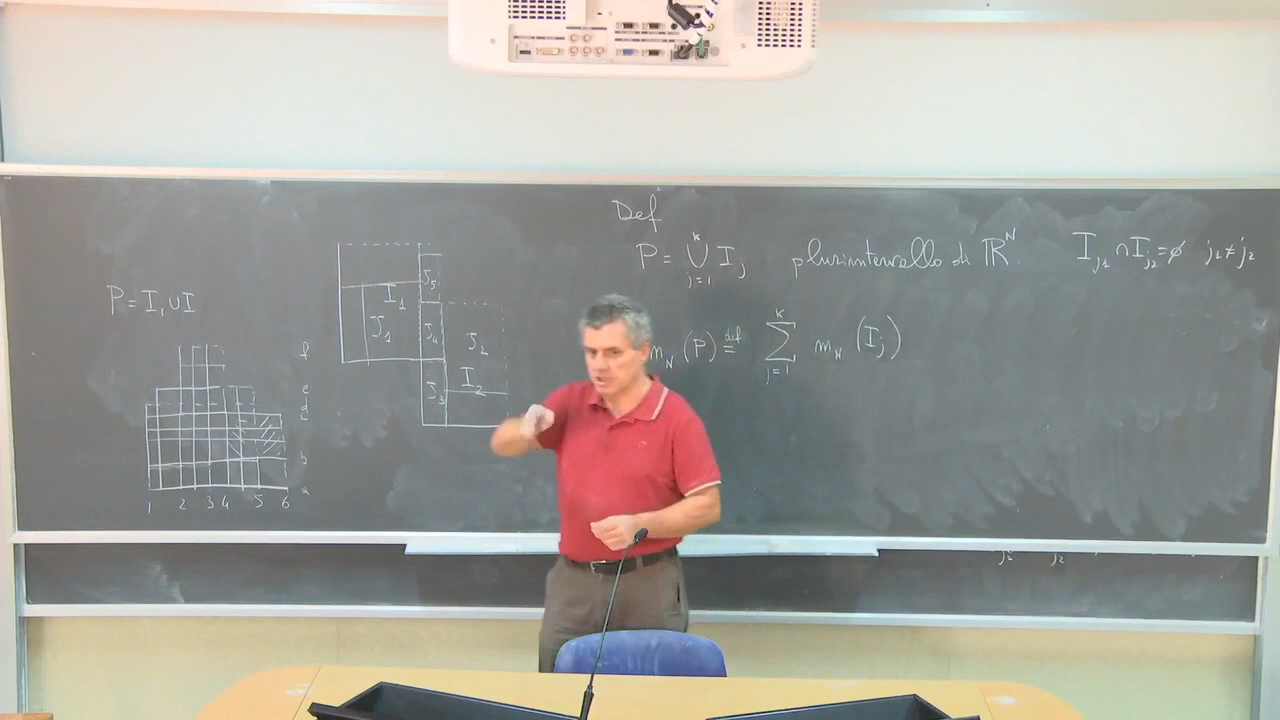 Def
P = ⋃_{j=1}^{k} I_j plurintervallo di ℝ^N. I_{j1} ∩ I_{j2} = ∅ j1 ≠ j2
m_N (P) =^{def} ∑_{j=1}^{k} m_N (I_j)
P = I_1 ∪ I
I_1
J_1
J_5
J_4
J_3
J_2
I_2
f
e
d
c
b
a
1 2 3 4 5 6